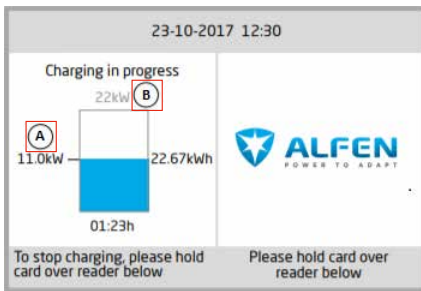 23-10-2017 12:30
Charging in progress
22kW B
A
11.0kW 22.67kWh
01:23h
To stop charging, please hold
card over reader below
ALFEN
POWER TO ADAPT
Please hold card over
reader below